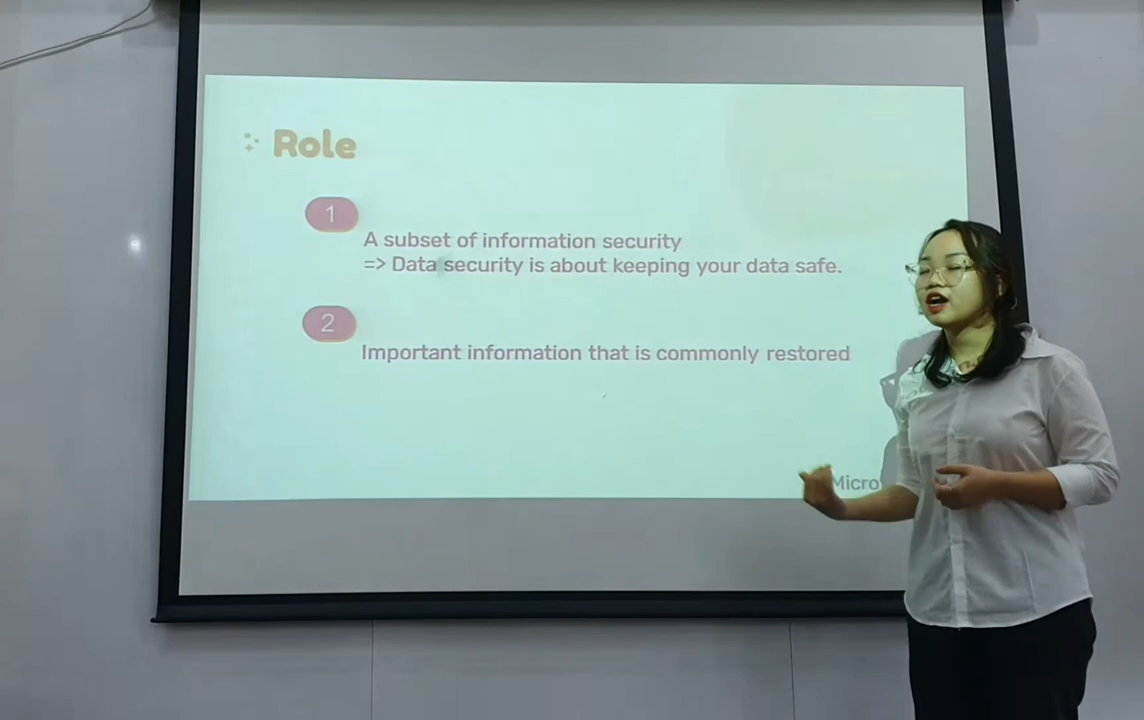 Role
1
A subset of information security
=> Data security is about keeping your data safe.
2
Important information that is commonly restored